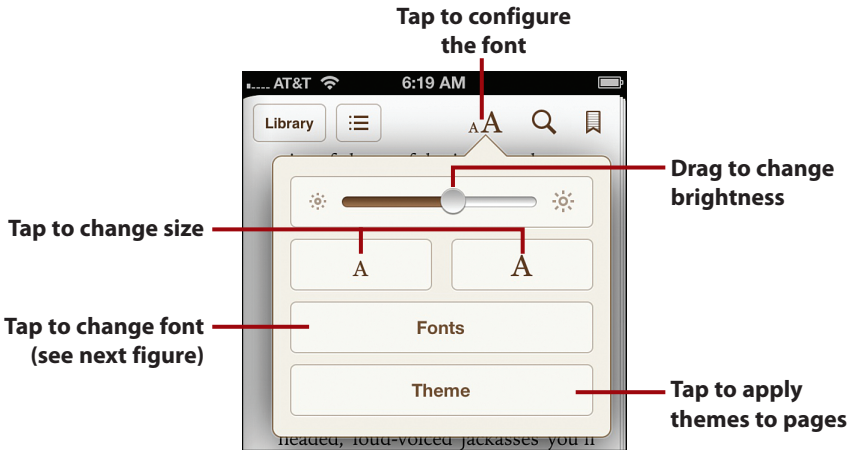 Tap to configure
the font
AT&T 6:19 AM
Library
AA
Drag to change
brightness
Tap to change size
A A
Tap to change font
(see next figure)
Fonts
Theme
Tap to apply
themes to pages
headed, loud-voiced jackasses you'll